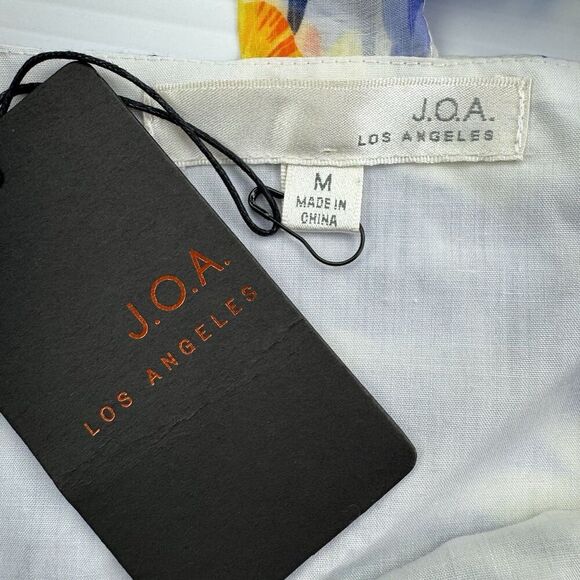 J.O.A.
LOS ANGELES
M
MADE IN
CHINA
J.O.A.
LOS ANGELES